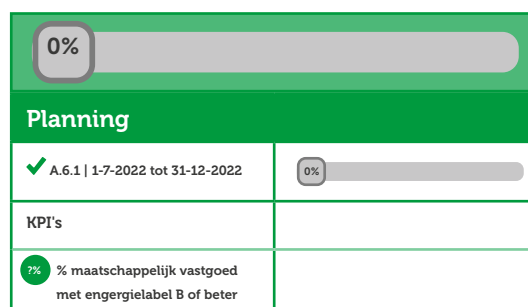 0%
Planning
A.6.1 | 1-7-2022 tot 31-12-2022
0%
KPI's
?% % maatschappelijk vastgoed
met engergielabel B of beter